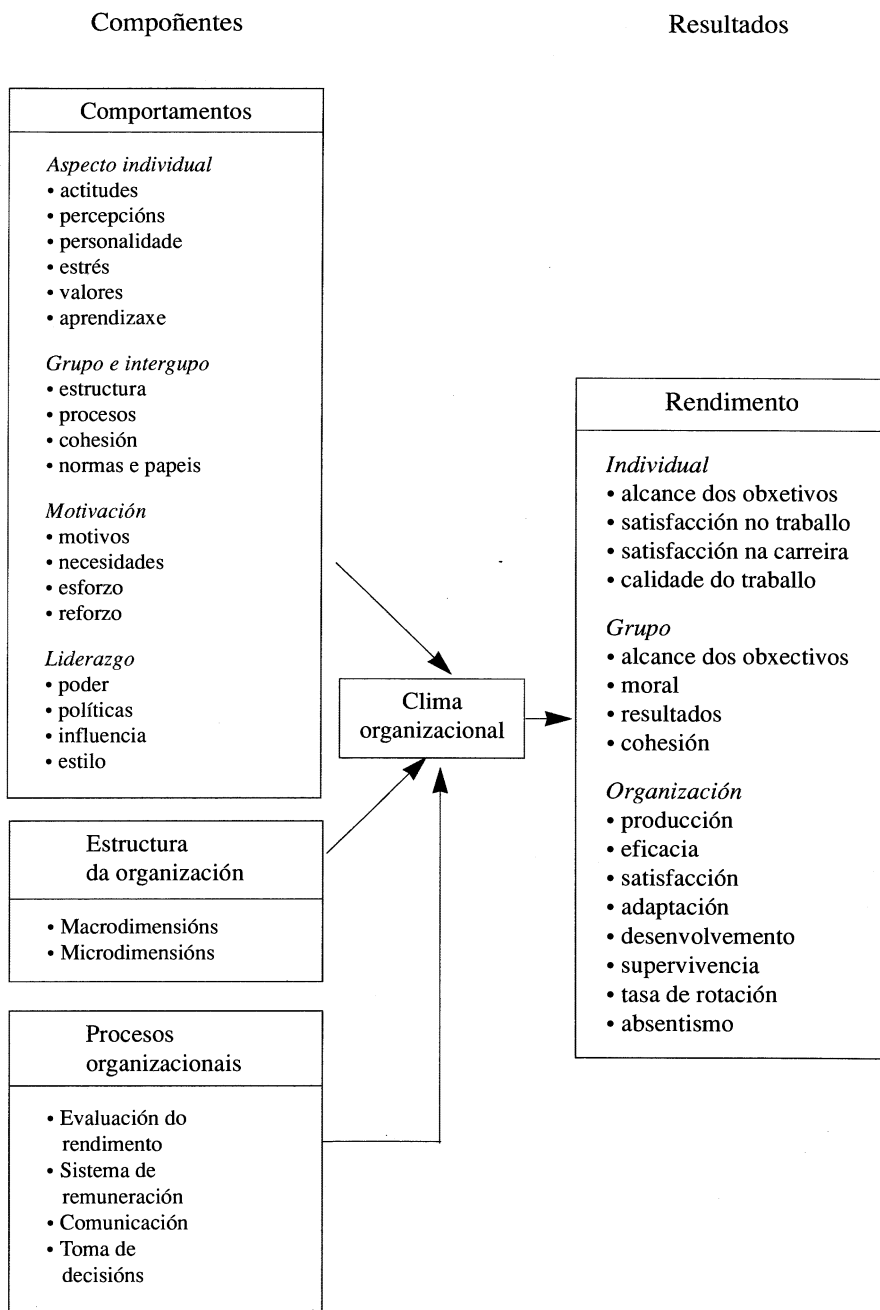 Compoñentes
Resultados
Comportamentos
Aspecto individual
• actitudes
• percepcións
• personalidade
• estrés
• valores
• aprendizaxe
Grupo e intergupo
• estructura
• procesos
• cohesión
• normas e papeis
Motivación
• motivos
• necesidades
• esforzo
• reforzo
Liderazgo
• poder
• políticas
• influencia
• estilo
Estructura
da organización
• Macrodimensións
• Microdimensións
Procesos
organizacionais
• Evaluación do
rendimento
• Sistema de
remuneración
• Comunicación
• Toma de
decisións
Clima
organizacional
Rendimento
Individual
• alcance dos obxetivos
• satisfacción no traballo
• satisfacción na carreira
• calidade do traballo
Grupo
• alcance dos obxectivos
• moral
• resultados
• cohesión
Organización
• producción
• eficacia
• satisfacción
• adaptación
• desenvolvemento
• supervivencia
• tasa de rotación
• absentismo